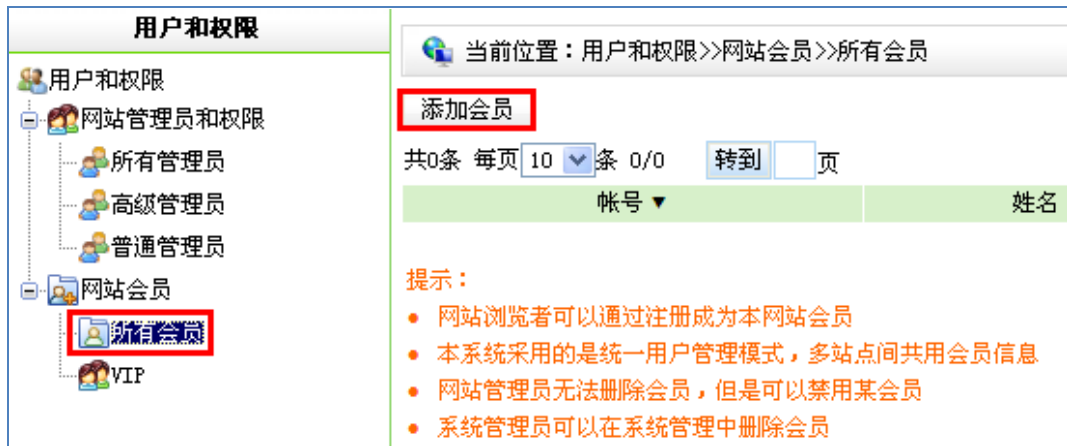 用户和权限
用户和权限
网站管理员和权限
所有管理员
高级管理员
普通管理员
网站会员
所有会员
VIP
当前位置：用户和权限>>网站会员>>所有会员
添加会员
共0条 每页 10 条 0/0 转到 页
帐号▼ 姓名
提示：
• 网站浏览者可以通过注册成为本网站会员
• 本系统采用的是统一用户管理模式，多站点间共用会员信息
• 网站管理员无法删除会员，但是可以禁用某会员
• 系统管理员可以在系统管理中删除会员